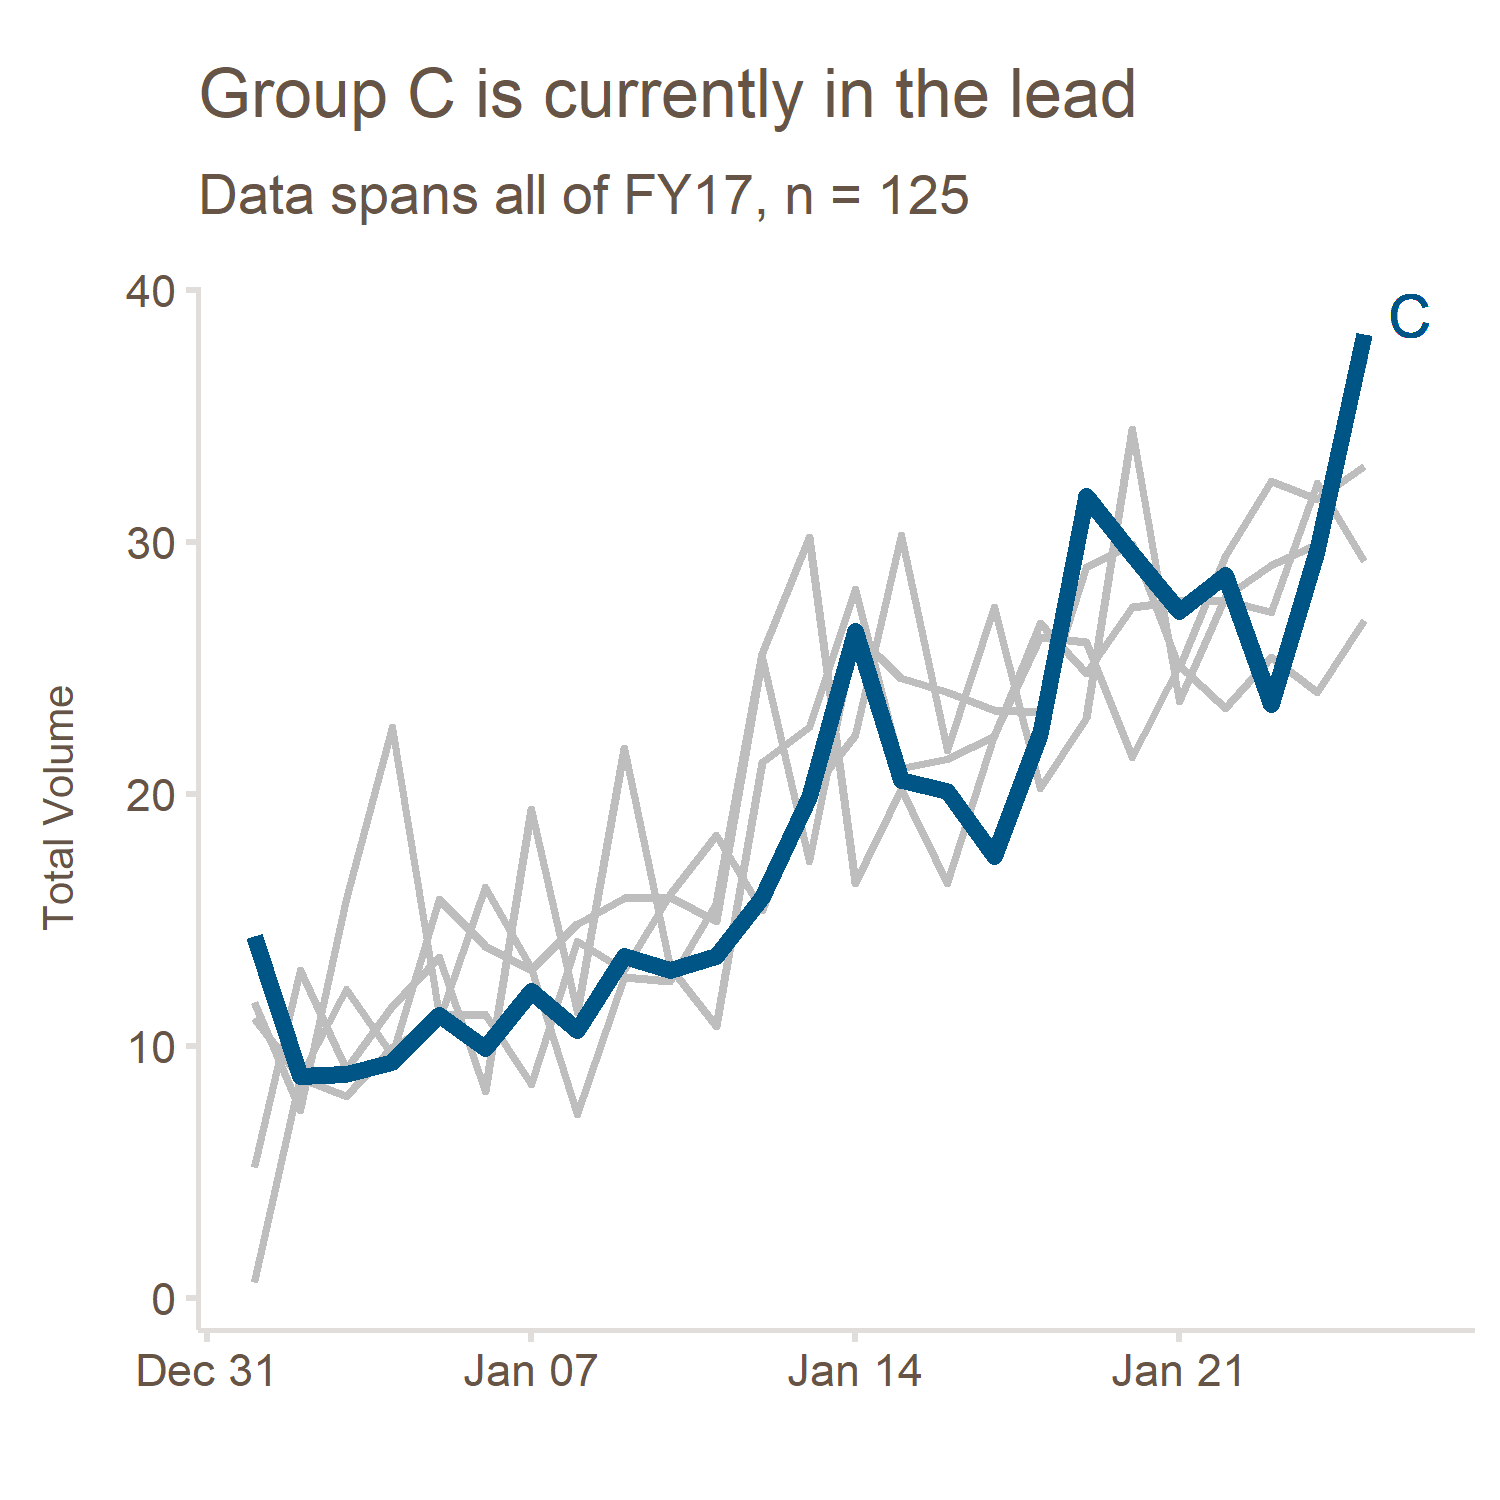 Group C is currently in the lead
Data spans all of FY17, n = 125
40
C
30
20
10
0
Total Volume
Dec 31
Jan 07
Jan 14
Jan 21